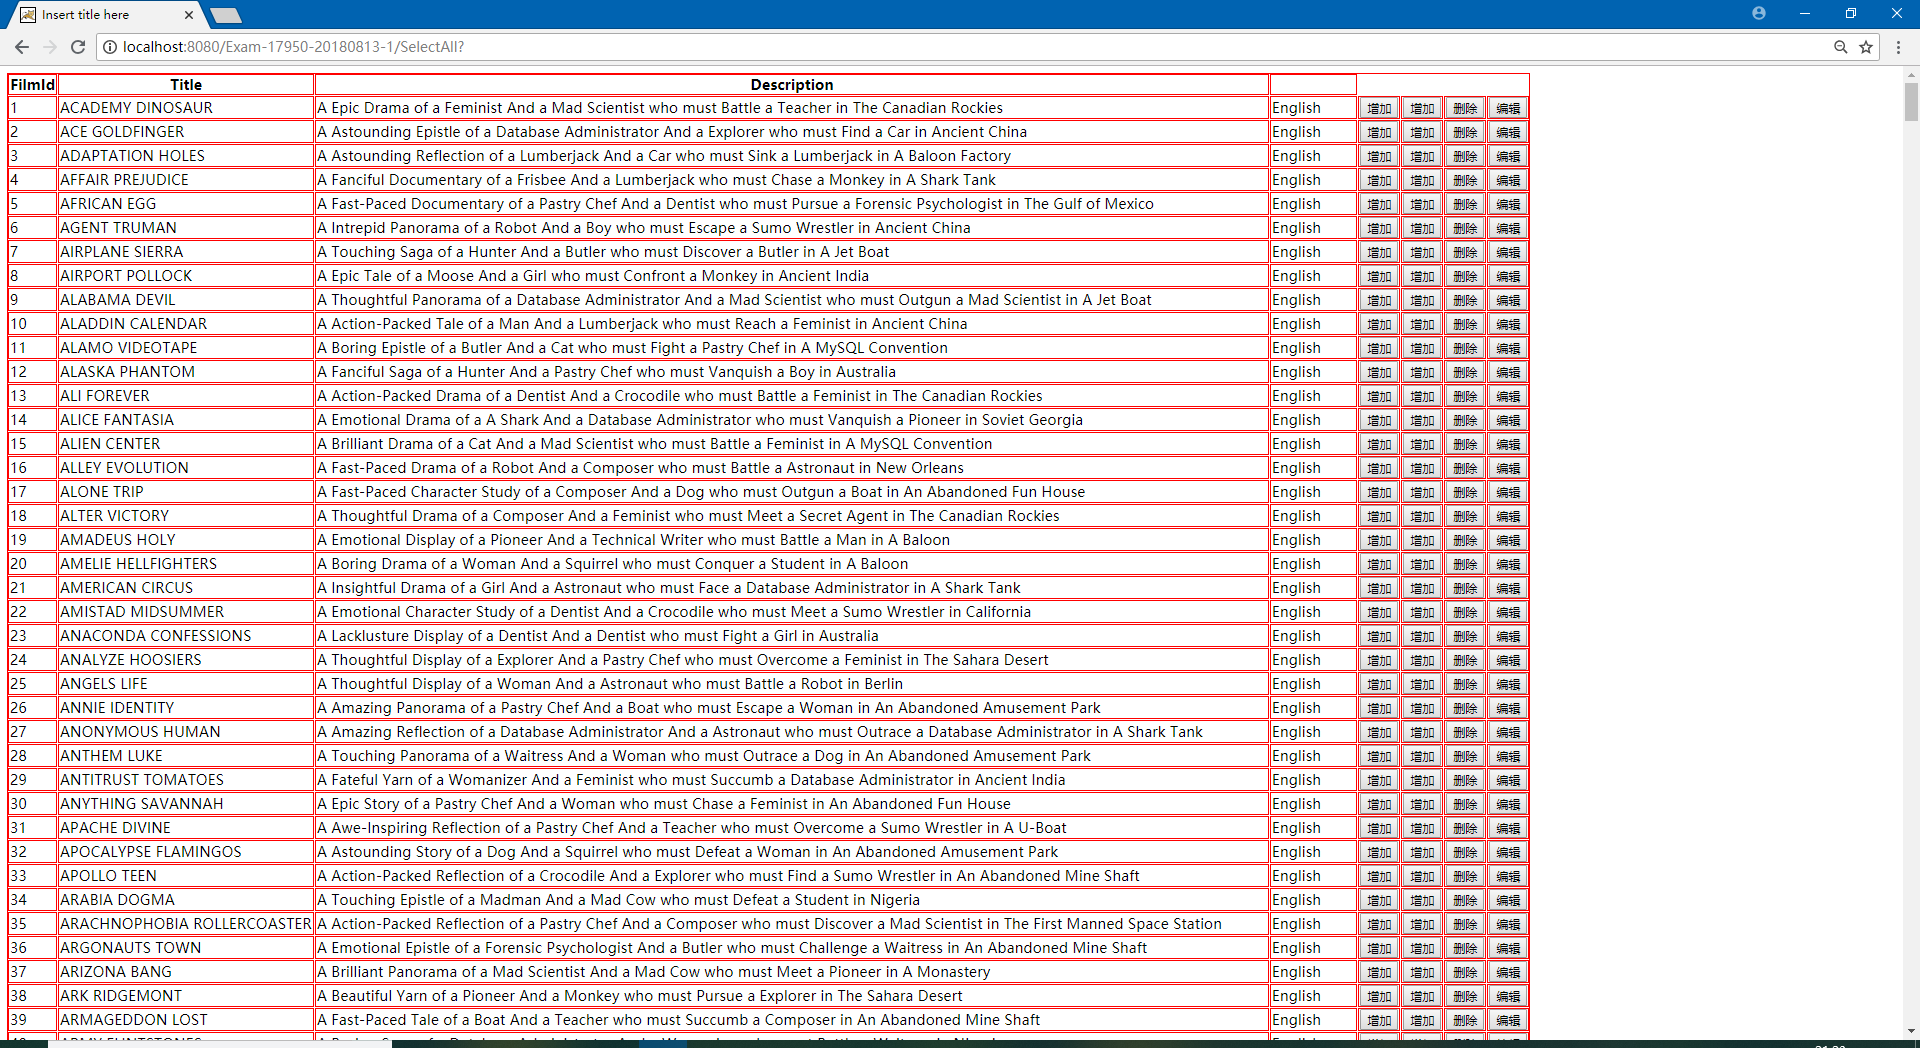 Insert title here
localhost:8080/Exam-17950-20180813-1/SelectAll?
FilmId Title Description
1 ACADEMY DINOSAUR A Epic Drama of a Feminist And a Mad Scientist who must Battle a Teacher in The Canadian Rockies English 增加 增加 删除 编辑
2 ACE GOLDFINGER A Astounding Epistle of a Database Administrator And a Explorer who must Find a Car in Ancient China English 增加 增加 删除 编辑
3 ADAPTATION HOLES A Astounding Reflection of a Lumberjack And a Car who must Sink a Lumberjack in A Baloon Factory English 增加 增加 删除 编辑
4 AFFAIR PREJUDICE A Fanciful Documentary of a Frisbee And a Lumberjack who must Chase a Monkey in A Shark Tank English 增加 增加 删除 编辑
5 AFRICAN EGG A Fast-Paced Documentary of a Pastry Chef And a Dentist who must Pursue a Forensic Psychologist in The Gulf of Mexico English 增加 增加 删除 编辑
6 AGENT TRUMAN A Intrepid Panorama of a Robot And a Boy who must Escape a Sumo Wrestler in Ancient China English 增加 增加 删除 编辑
7 AIRPLANE SIERRA A Touching Saga of a Hunter And a Butler who must Discover a Butler in A Jet Boat English 增加 增加 删除 编辑
8 AIRPORT POLLOCK A Epic Tale of a Moose And a Girl who must Confront a Monkey in Ancient India English 增加 增加 删除 编辑
9 ALABAMA DEVIL A Thoughtful Panorama of a Database Administrator And a Mad Scientist who must Outgun a Mad Scientist in A Jet Boat English 增加 增加 删除 编辑
10 ALADDIN CALENDAR A Action-Packed Tale of a Man And a Lumberjack who must Reach a Feminist in Ancient China English 增加 增加 删除 编辑
11 ALAMO VIDEOTAPE A Boring Epistle of a Butler And a Cat who must Fight a Pastry Chef in A MySQL Convention English 增加 增加 删除 编辑
12 ALASKA PHANTOM A Fanciful Saga of a Hunter And a Pastry Chef who must Vanquish a Boy in Australia English 增加 增加 删除 编辑
13 ALI FOREVER A Action-Packed Drama of a Dentist And a Crocodile who must Battle a Feminist in The Canadian Rockies English 增加 增加 删除 编辑
14 ALICE FANTASIA A Emotional Drama of a A Shark And a Database Administrator who must Vanquish a Pioneer in Soviet Georgia English 增加 增加 删除 编辑
15 ALIEN CENTER A Brilliant Drama of a Cat And a Mad Scientist who must Battle a Feminist in A MySQL Convention English 增加 增加 删除 编辑
16 ALLEY EVOLUTION A Fast-Paced Drama of a Robot And a Composer who must Battle a Astronaut in New Orleans English 增加 增加 删除 编辑
17 ALONE TRIP A Fast-Paced Character Study of a Composer And a Dog who must Outgun a Boat in An Abandoned Fun House English 增加 增加 删除 编辑
18 ALTER VICTORY A Thoughtful Drama of a Composer And a Feminist who must Meet a Secret Agent in The Canadian Rockies English 增加 增加 删除 编辑
19 AMADEUS HOLY A Emotional Display of a Pioneer And a Technical Writer who must Battle a Man in A Baloon English 增加 增加 删除 编辑
20 AMELIE HELLFIGHTERS A Boring Drama of a Woman And a Squirrel who must Conquer a Student in A Baloon English 增加 增加 删除 编辑
21 AMERICAN CIRCUS A Insightful Drama of a Girl And a Astronaut who must Face a Database Administrator in A Shark Tank English 增加 增加 删除 编辑
22 AMISTAD MIDSUMMER A Emotional Character Study of a Dentist And a Crocodile who must Meet a Sumo Wrestler in California English 增加 增加 删除 编辑
23 ANACONDA CONFESSIONS A Lacklusture Display of a Dentist And a Dentist who must Fight a Girl in Australia English 增加 增加 删除 编辑
24 ANALYZE HOOSIERS A Thoughtful Display of a Explorer And a Pastry Chef who must Overcome a Feminist in The Sahara Desert English 增加 增加 删除 编辑
25 ANGELS LIFE A Thoughtful Display of a Woman And a Astronaut who must Battle a Robot in Berlin English 增加 增加 删除 编辑
26 ANNIE IDENTITY A Amazing Panorama of a Pastry Chef And a Boat who must Escape a Woman in An Abandoned Amusement Park English 增加 增加 删除 编辑
27 ANONYMOUS HUMAN A Amazing Reflection of a Database Administrator And a Astronaut who must Outrace a Database Administrator in A Shark Tank English 增加 增加 删除 编辑
28 ANTHEM LUKE A Touching Panorama of a Waitress And a Woman who must Outrace a Dog in An Abandoned Amusement Park English 增加 增加 删除 编辑
29 ANTITRUST TOMATOES A Fateful Yarn of a Womanizer And a Feminist who must Succumb a Database Administrator in Ancient India English 增加 增加 删除 编辑
30 ANYTHING SAVANNAH A Epic Story of a Pastry Chef And a Woman who must Chase a Feminist in An Abandoned Fun House English 增加 增加 删除 编辑
31 APACHE DIVINE A Awe-Inspiring Reflection of a Pastry Chef And a Teacher who must Overcome a Sumo Wrestler in A U-Boat English 增加 增加 删除 编辑
32 APOCALYPSE FLAMINGOS A Astounding Story of a Dog And a Squirrel who must Defeat a Woman in An Abandoned Amusement Park English 增加 增加 删除 编辑
33 APOLLO TEEN A Action-Packed Reflection of a Crocodile And a Explorer who must Find a Sumo Wrestler in An Abandoned Mine Shaft English 增加 增加 删除 编辑
34 ARABIA DOGMA A Touching Epistle of a Madman And a Mad Cow who must Defeat a Student in Nigeria English 增加 增加 删除 编辑
35 ARACHNOPHOBIA ROLLERCOASTER A Action-Packed Reflection of a Pastry Chef And a Composer who must Discover a Mad Scientist in The First Manned Space Station English 增加 增加 删除 编辑
36 ARGONAUTS TOWN A Emotional Epistle of a Forensic Psychologist And a Butler who must Challenge a Waitress in An Abandoned Mine Shaft English 增加 增加 删除 编辑
37 ARIZONA BANG A Brilliant Panorama of a Mad Scientist And a Mad Cow who must Meet a Pioneer in A Monastery English 增加 增加 删除 编辑
38 ARK RIDGEMONT A Beautiful Yarn of a Pioneer And a Monkey who must Pursue a Explorer in The Sahara Desert English 增加 增加 删除 编辑
39 ARMAGEDDON LOST A Fast-Paced Tale of a Boat And a Teacher who must Succumb a Composer in An Abandoned Mine Shaft English 增加 增加 删除 编辑